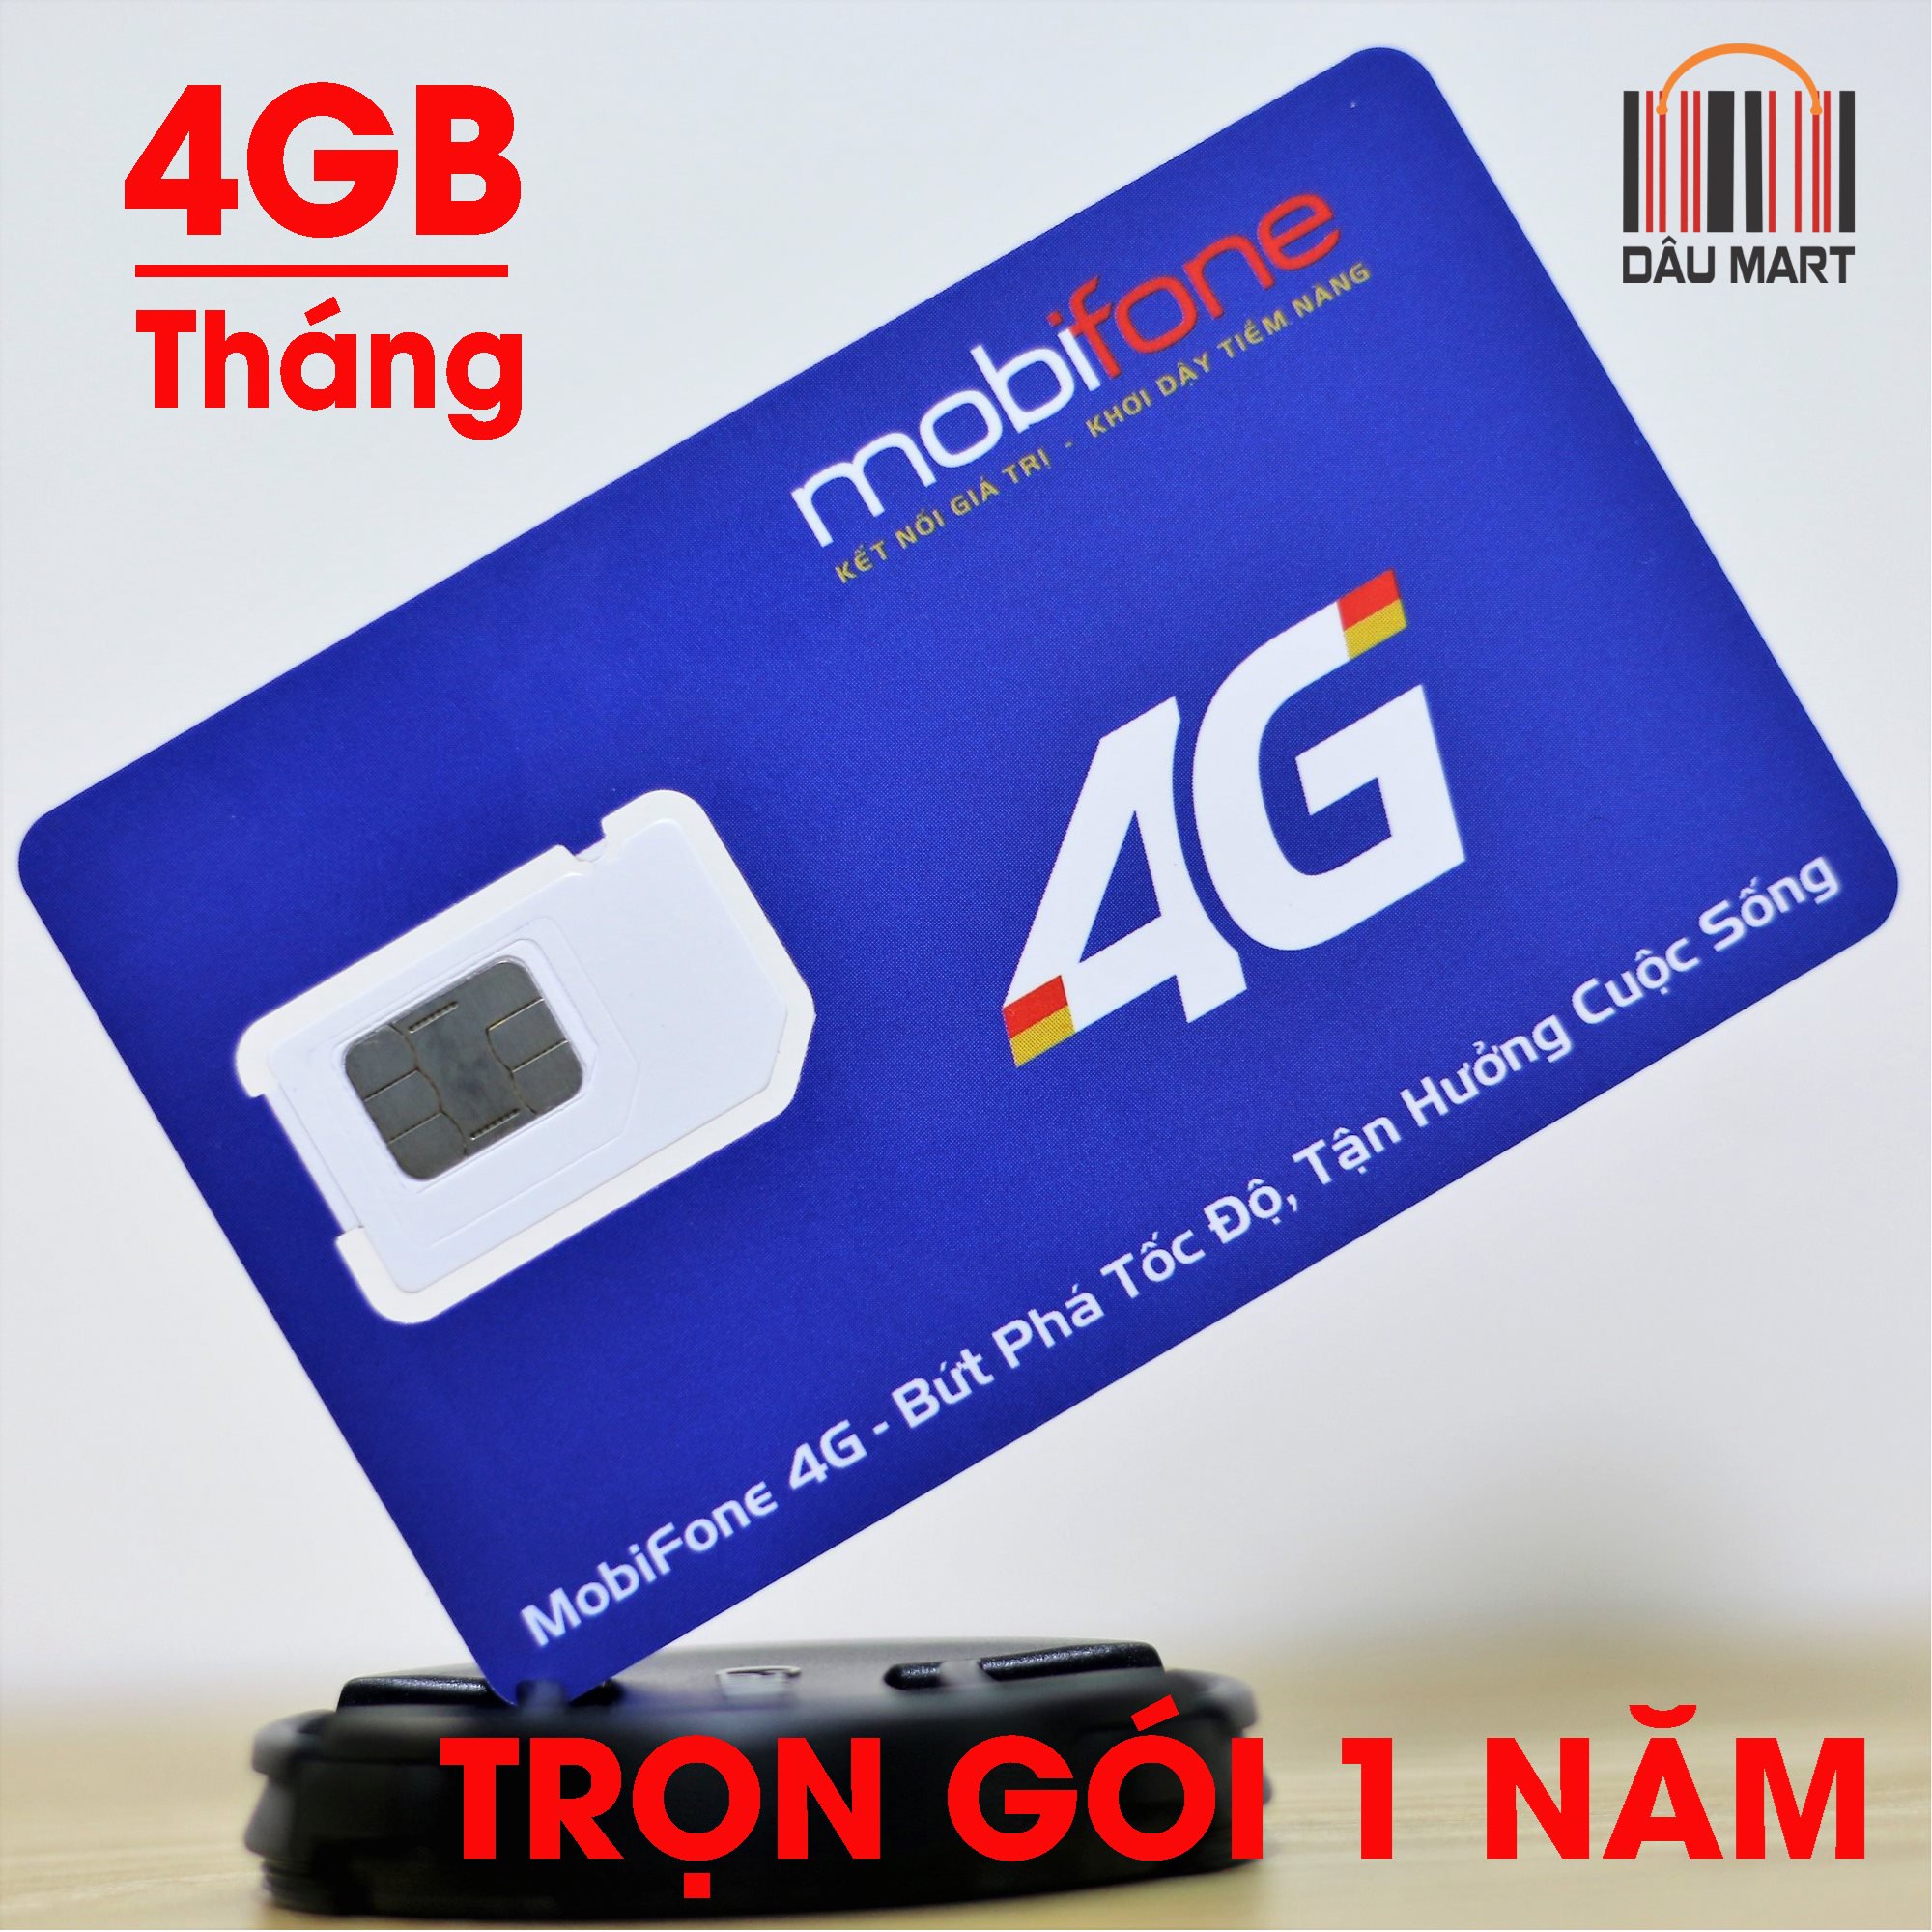 4GB
Tháng
DÂU MART
mobifone
KẾT NỐI GIÁ TRỊ - KHƠI DẬY TIỀM NĂNG
4G
MobiFone 4G - Bứt Phá Tốc Độ, Tận Hưởng Cuộc Sống
TRỌN GÓI 1 NĂM